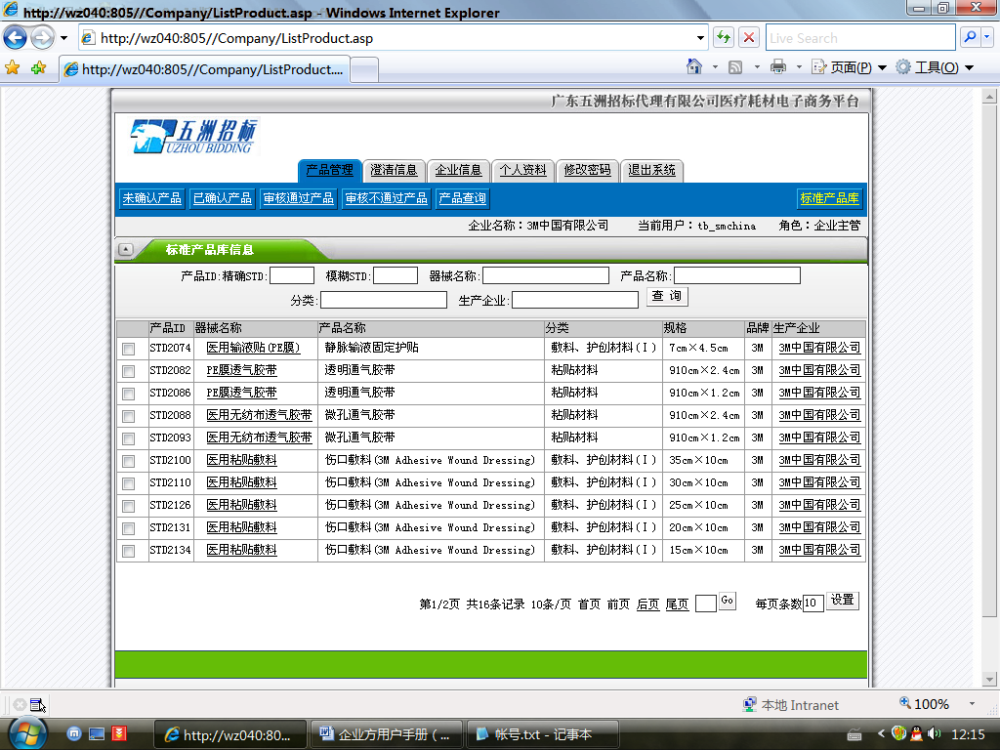 http://wz040:805//Company/ListProduct.asp - Windows Internet Explorer
http://wz040:805//Company/ListProduct.asp
Live Search
http://wz040:805//Company/ListProduct....
页面(P) 工具(O)
广东五洲招标代理有限公司医疗耗材电子商务平台
五洲招标
WUZHOU BIDDING
产品管理 澄清信息 企业信息 个人资料 修改密码 退出系统
未确认产品 已确认产品 审核通过产品 审核不通过产品 产品查询 标准产品库
企业名称：3M中国有限公司 当前用户：tb_smchina 角色：企业主管
标准产品库信息
产品ID:精确STD: 模糊STD: 器械名称: 产品名称:
分类: 生产企业: 查 询
产品ID 器械名称 产品名称 分类 规格 品牌 生产企业
STD2074 医用输液贴(PE膜) 静脉输液固定护贴 敷料、护创材料(I) 7cm×4.5cm 3M 3M中国有限公司
STD2082 PE膜透气胶带 透明通气胶带 粘贴材料 910cm×2.4cm 3M 3M中国有限公司
STD2086 PE膜透气胶带 透明通气胶带 粘贴材料 910cm×1.2cm 3M 3M中国有限公司
STD2088 医用无纺布透气胶带 微孔通气胶带 粘贴材料 910cm×2.4cm 3M 3M中国有限公司
STD2093 医用无纺布透气胶带 微孔通气胶带 粘贴材料 910cm×1.2cm 3M 3M中国有限公司
STD2100 医用粘贴敷料 伤口敷料(3M Adhesive Wound Dressing) 敷料、护创材料(I) 35cm×10cm 3M 3M中国有限公司
STD2110 医用粘贴敷料 伤口敷料(3M Adhesive Wound Dressing) 敷料、护创材料(I) 30cm×10cm 3M 3M中国有限公司
STD2126 医用粘贴敷料 伤口敷料(3M Adhesive Wound Dressing) 敷料、护创材料(I) 25cm×10cm 3M 3M中国有限公司
STD2131 医用粘贴敷料 伤口敷料(3M Adhesive Wound Dressing) 敷料、护创材料(I) 20cm×10cm 3M 3M中国有限公司
STD2134 医用粘贴敷料 伤口敷料(3M Adhesive Wound Dressing) 敷料、护创材料(I) 15cm×10cm 3M 3M中国有限公司
第1/2页 共16条记录 10条/页 首页 前页 后页 尾页 Go 每页条数 10 设置
本地 Intranet 100%
http://wz040:80... 企业方用户手册（... 帐号.txt - 记事本 12:15